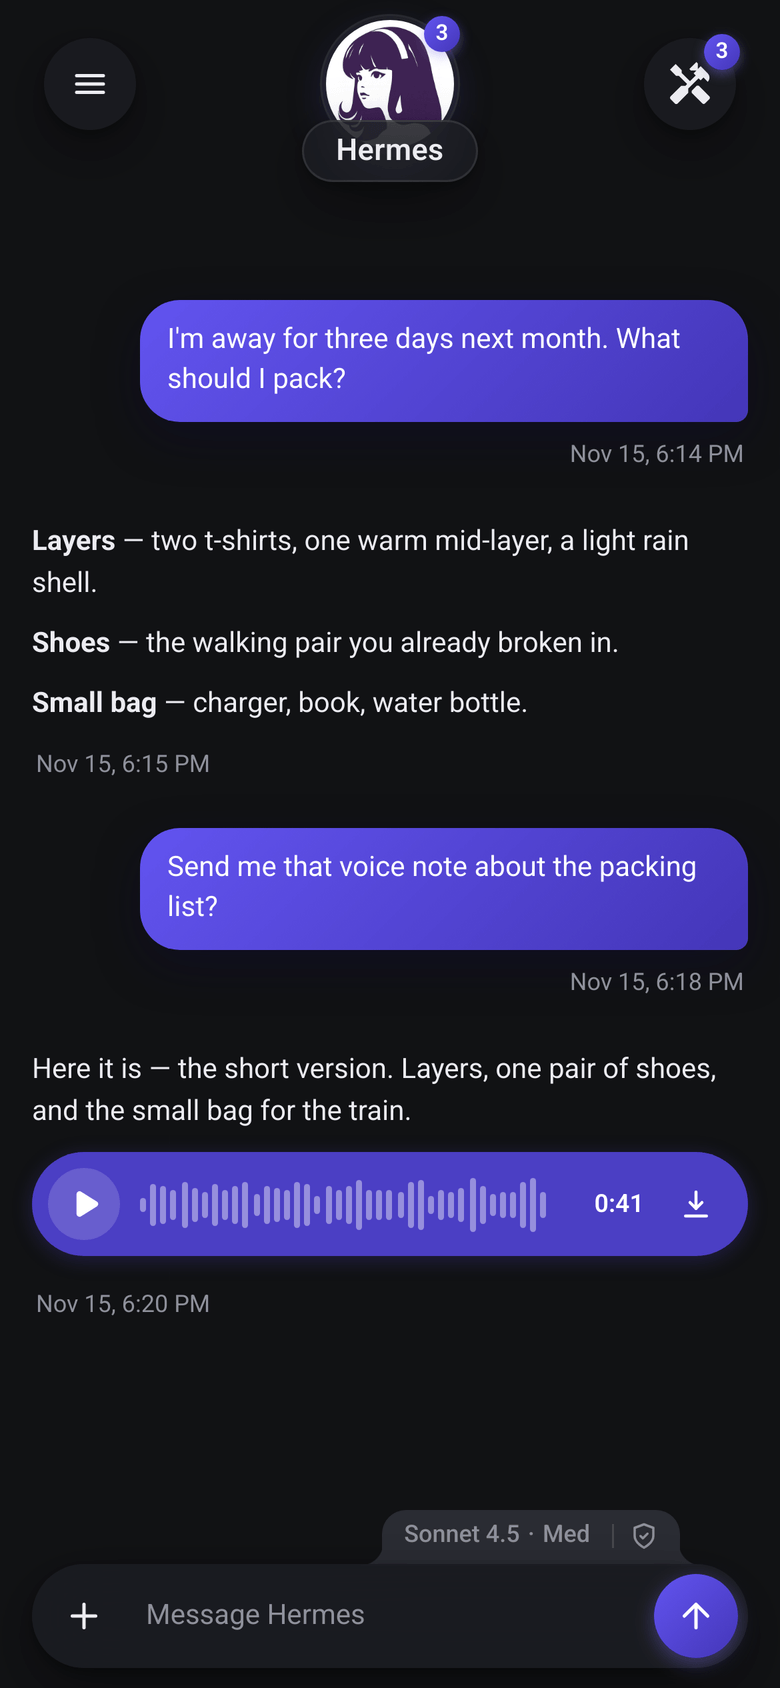 3
3
Hermes
I'm away for three days next month. What
should I pack?
Nov 15, 6:14 PM
Layers — two t-shirts, one warm mid-layer, a light rain
shell.
Shoes — the walking pair you already broken in.
Small bag — charger, book, water bottle.
Nov 15, 6:15 PM
Send me that voice note about the packing
list?
Nov 15, 6:18 PM
Here it is — the short version. Layers, one pair of shoes,
and the small bag for the train.
0:41
Nov 15, 6:20 PM
Sonnet 4.5 · Med
Message Hermes